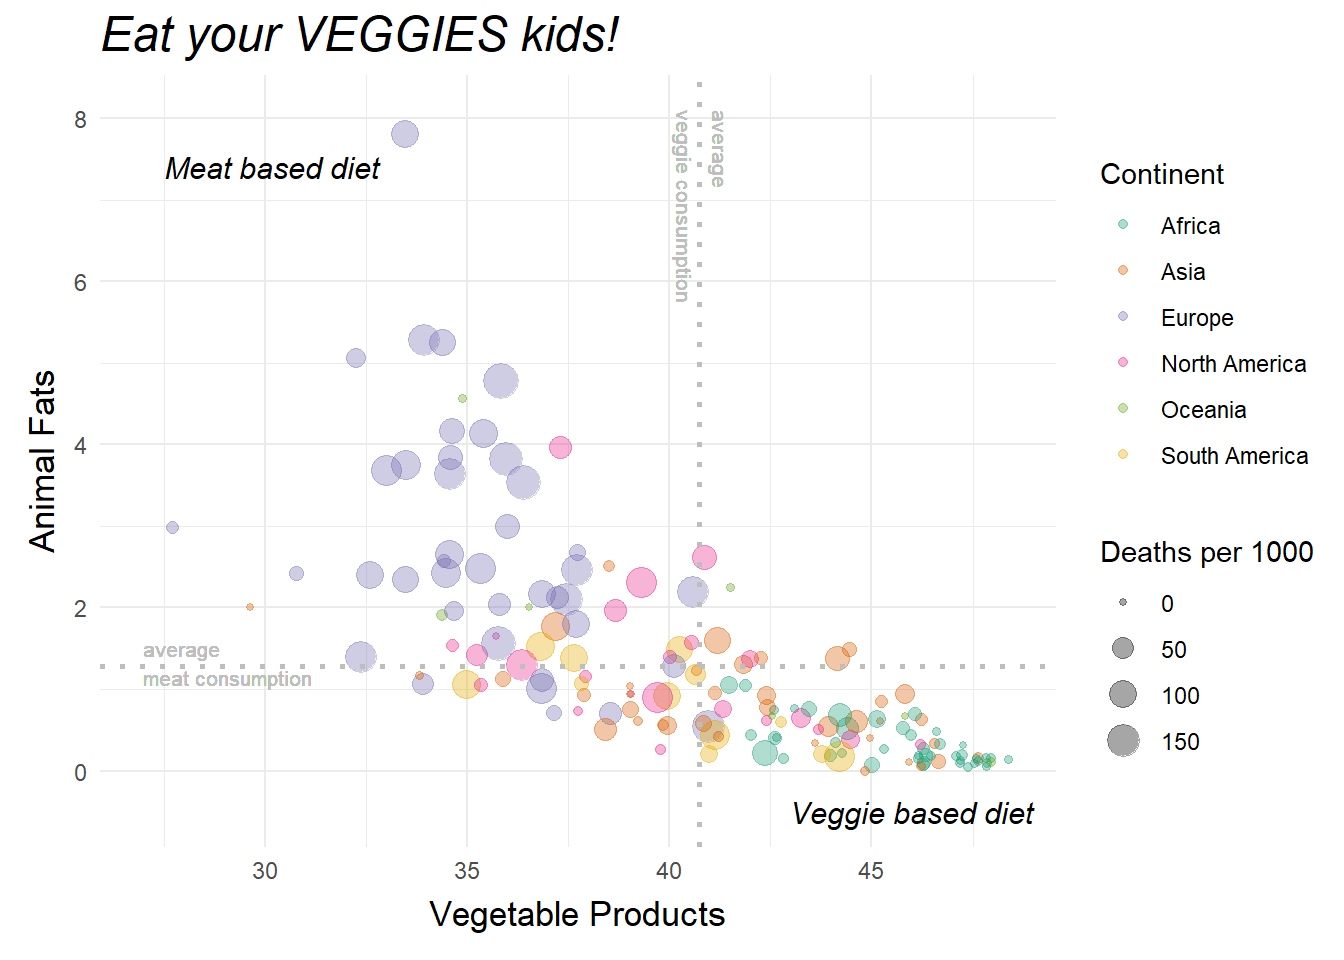 Eat your VEGGIES kids!
8
6
4
2
0
Animal Fats
Meat based diet
average
veggie consumption
average
meat consumption
Veggie based diet
30
35
40
45
Vegetable Products
Continent
Africa
Asia
Europe
North America
Oceania
South America
Deaths per 1000
0
50
100
150